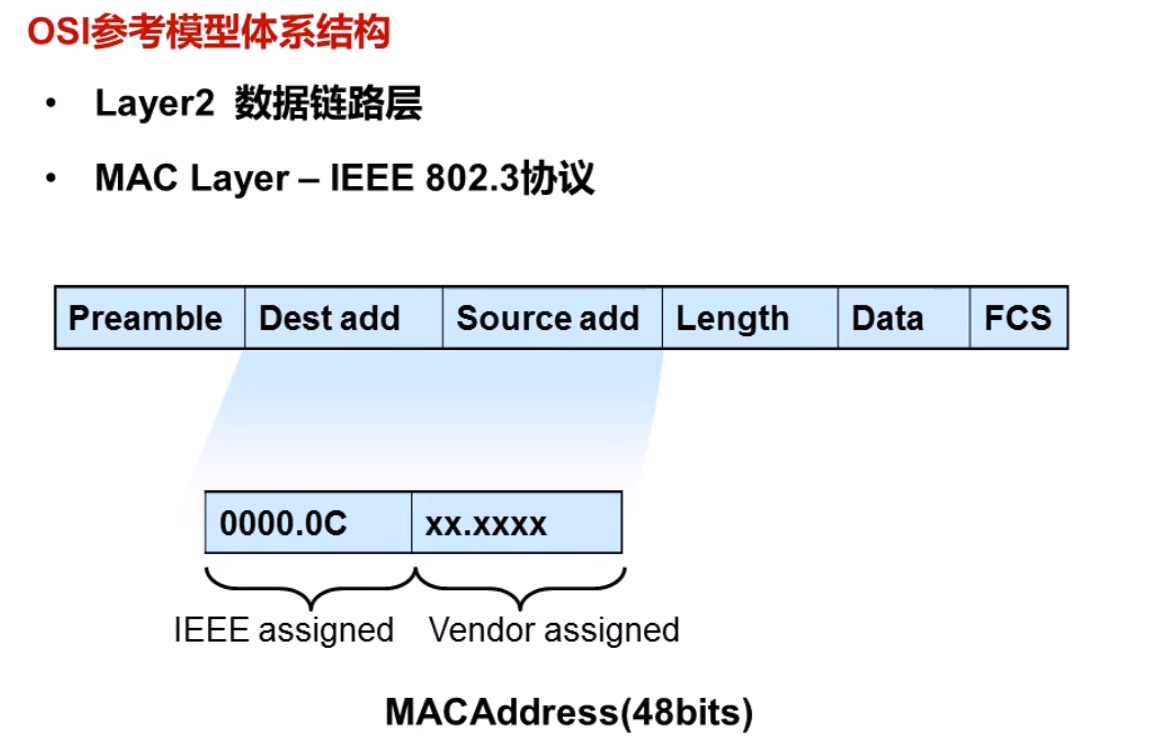 OSI参考模型体系结构
• Layer2 数据链路层
• MAC Layer – IEEE 802.3协议
Preamble Dest add Source add Length Data FCS
0000.0C xx.xxxx
IEEE assigned Vendor assigned
MACAddress(48bits)